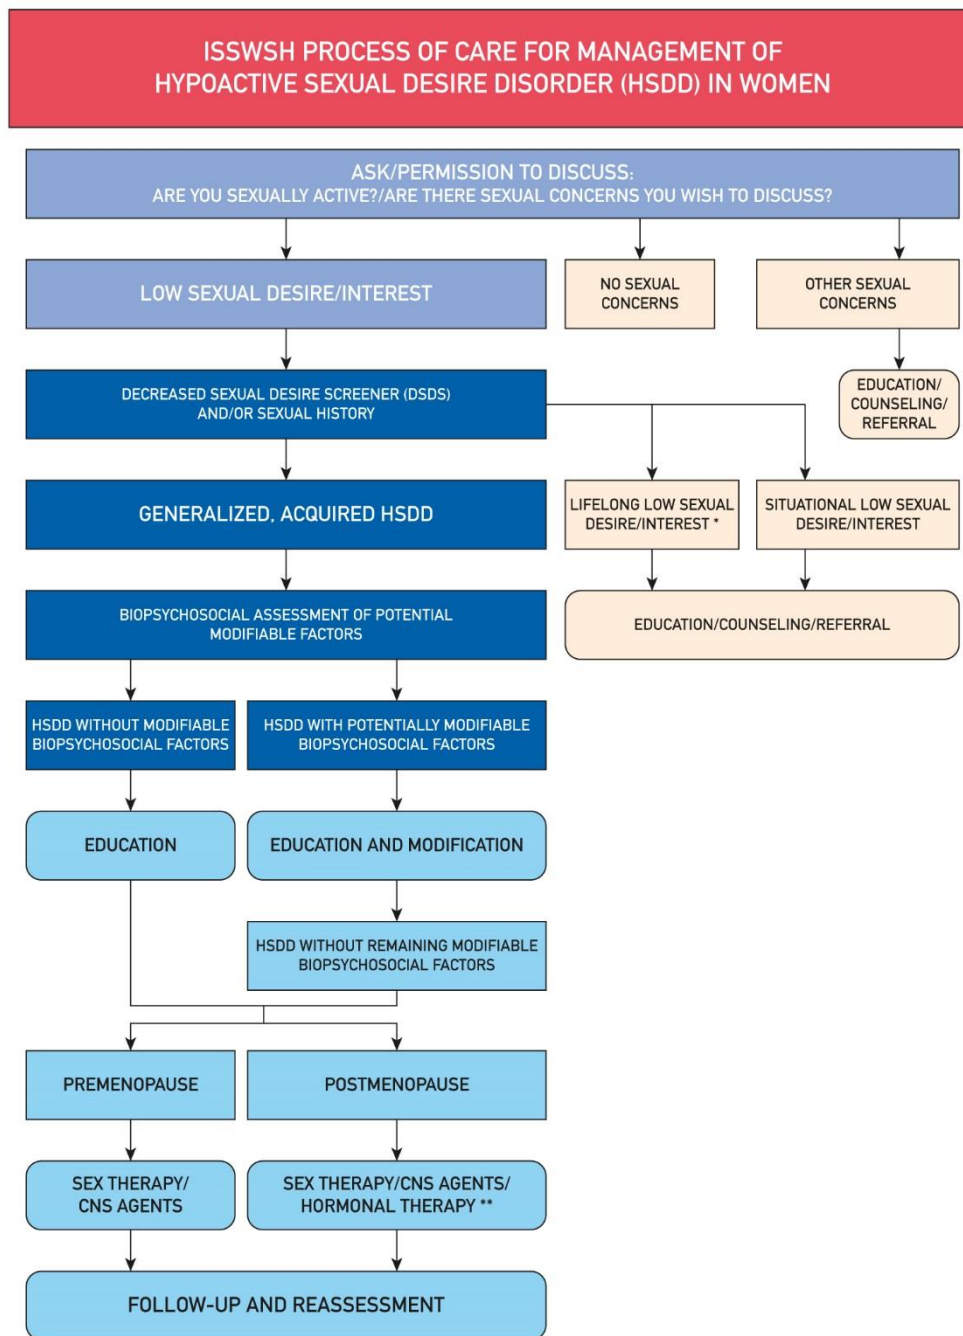 ISSWSH PROCESS OF CARE FOR MANAGEMENT OF
HYPOACTIVE SEXUAL DESIRE DISORDER (HSDD) IN WOMEN
ASK/PERMISSION TO DISCUSS:
ARE YOU SEXUALLY ACTIVE?/ARE THERE SEXUAL CONCERNS YOU WISH TO DISCUSS?
LOW SEXUAL DESIRE/INTEREST
NO SEXUAL
CONCERNS
OTHER SEXUAL
CONCERNS
DECREASED SEXUAL DESIRE SCREENER (DSDS)
AND/OR SEXUAL HISTORY
EDUCATION/
COUNSELING/
REFERRAL
GENERALIZED, ACQUIRED HSDD
LIFELONG LOW SEXUAL
DESIRE/INTEREST *
SITUATIONAL LOW SEXUAL
DESIRE/INTEREST
BIOPSYCHOSOCIAL ASSESSMENT OF POTENTIAL
MODIFIABLE FACTORS
EDUCATION/COUNSELING/REFERRAL
HSDD WITHOUT MODIFIABLE
BIOPSYCHOSOCIAL FACTORS
HSDD WITH POTENTIALLY MODIFIABLE
BIOPSYCHOSOCIAL FACTORS
EDUCATION
EDUCATION AND MODIFICATION
HSDD WITHOUT REMAINING MODIFIABLE
BIOPSYCHOSOCIAL FACTORS
PREMENOPAUSE
POSTMENOPAUSE
SEX THERAPY/
CNS AGENTS
SEX THERAPY/CNS AGENTS/
HORMONAL THERAPY **
FOLLOW-UP AND REASSESSMENT